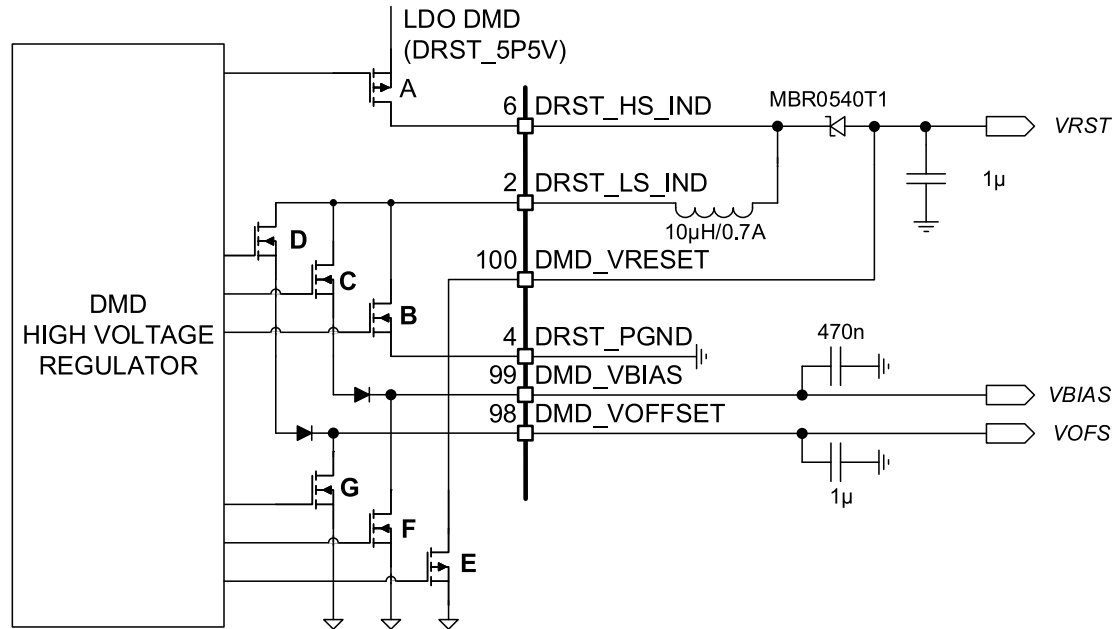 LDO DMD
(DRST_5P5V)
A
6 DRST_HS_IND
MBR0540T1
VRST
1µ
2 DRST_LS_IND
10µH/0.7A
D
C
B
100 DMD_VRESET
DMD
HIGH VOLTAGE
REGULATOR
4 DRST_PGND
470n
99 DMD_VBIAS
VBIAS
98 DMD_VOFFSET
VOFS
1µ
G
F
E